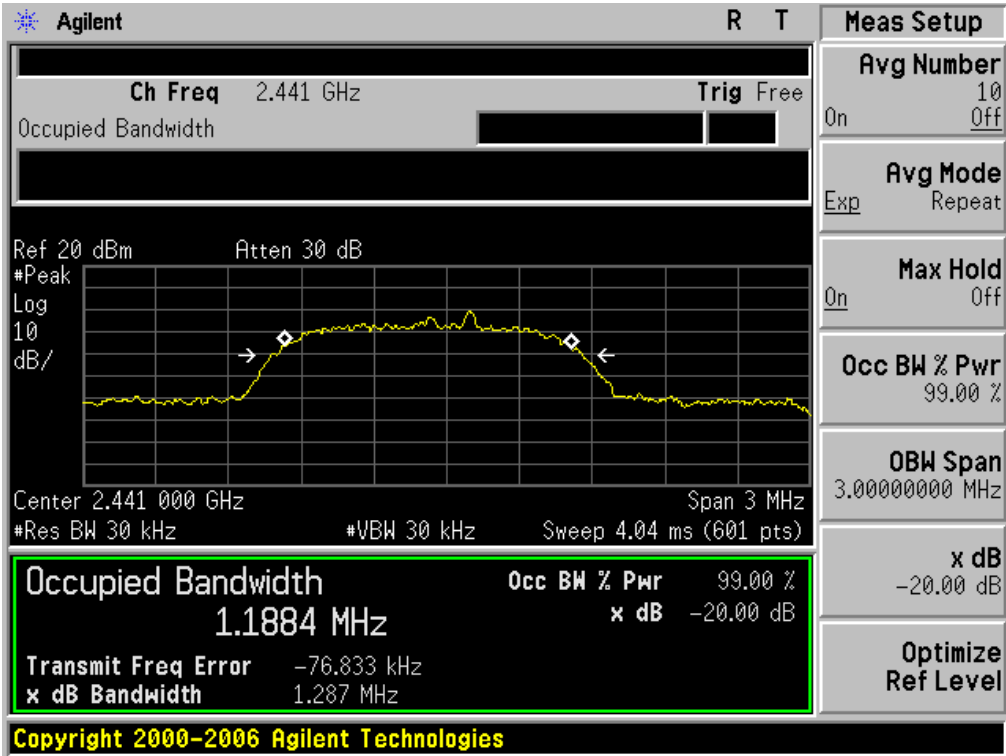 Agilent R T
Ch Freq 2.441 GHz Trig Free
Occupied Bandwidth
Ref 20 dBm Atten 30 dB
#Peak
Log
10
dB/
Center 2.441 000 GHz Span 3 MHz
#Res BW 30 kHz #VBW 30 kHz Sweep 4.04 ms (601 pts)
Occupied Bandwidth
1.1884 MHz
Occ BW % Pwr 99.00 %
x dB -20.00 dB
Transmit Freq Error -76.833 kHz
x dB Bandwidth 1.287 MHz
Copyright 2000-2006 Agilent Technologies
Meas Setup
Avg Number
10
On Off
Avg Mode
Exp Repeat
Max Hold
On Off
Occ BW % Pwr
99.00 %
OBW Span
3.00000000 MHz
x dB
-20.00 dB
Optimize
Ref Level